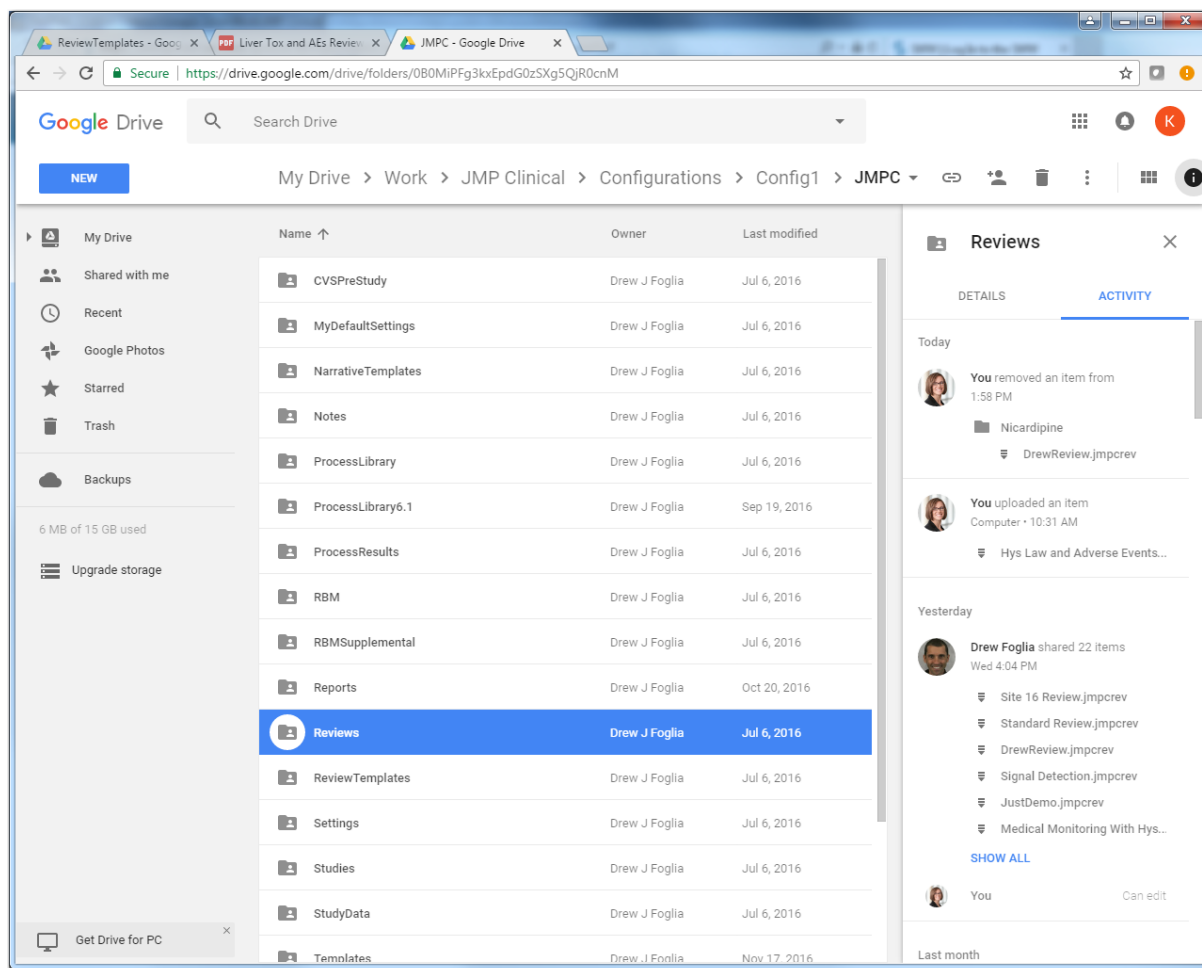 ReviewTemplates - Goog
Liver Tox and AEs Review
JMPC - Google Drive
Secure
https://drive.google.com/drive/folders/0B0MiPFg3kxEpdG0zSXg5QjR0cnM
Google Drive
Search Drive
K
NEW
My Drive > Work > JMP Clinical > Configurations > Config1 > JMPC
My Drive
Shared with me
Recent
Google Photos
Starred
Trash
Backups
6 MB of 15 GB used
Upgrade storage
Get Drive for PC
Name Owner Last modified
CVSPreStudy Drew J Foglia Jul 6, 2016
MyDefaultSettings Drew J Foglia Jul 6, 2016
NarrativeTemplates Drew J Foglia Jul 6, 2016
Notes Drew J Foglia Jul 6, 2016
ProcessLibrary Drew J Foglia Jul 6, 2016
ProcessLibrary6.1 Drew J Foglia Sep 19, 2016
ProcessResults Drew J Foglia Jul 6, 2016
RBM Drew J Foglia Jul 6, 2016
RBMSupplemental Drew J Foglia Jul 6, 2016
Reports Drew J Foglia Oct 20, 2016
Reviews Drew J Foglia Jul 6, 2016
ReviewTemplates Drew J Foglia Jul 6, 2016
Settings Drew J Foglia Jul 6, 2016
Studies Drew J Foglia Jul 6, 2016
StudyData Drew J Foglia Jul 6, 2016
Templates Drew J Foglia Nov 17, 2016
Reviews
DETAILS ACTIVITY
Today
You removed an item from
1:58 PM
Nicardipine
DrewReview.jmpcrev
You uploaded an item
Computer • 10:31 AM
Hys Law and Adverse Events...
Yesterday
Drew Foglia shared 22 items
Wed 4:04 PM
Site 16 Review.jmpcrev
Standard Review.jmpcrev
DrewReview.jmpcrev
Signal Detection.jmpcrev
JustDemo.jmpcrev
Medical Monitoring With Hys...
SHOW ALL
You Can edit
Last month